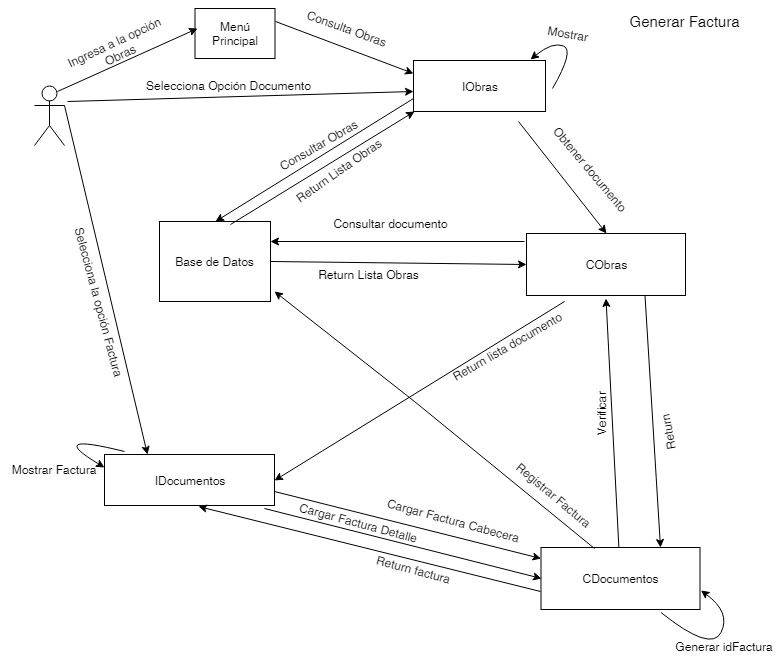 Generar Factura
Ingresa a la opción
Obras
Menú
Principal
Consulta Obras
Mostrar
Selecciona Opción Documento
IObras
Consultar Obras
Return Lista Obras
Obtener documento
Consultar documento
Base de Datos
CObras
Return Lista Obras
Selecciona la opción Factura
Return lista documento
Verificar
Return
Mostrar Factura
IDocumentos
Registrar Factura
Cargar Factura Cabecera
Cargar Factura Detalle
Return factura
CDocumentos
Generar idFactura